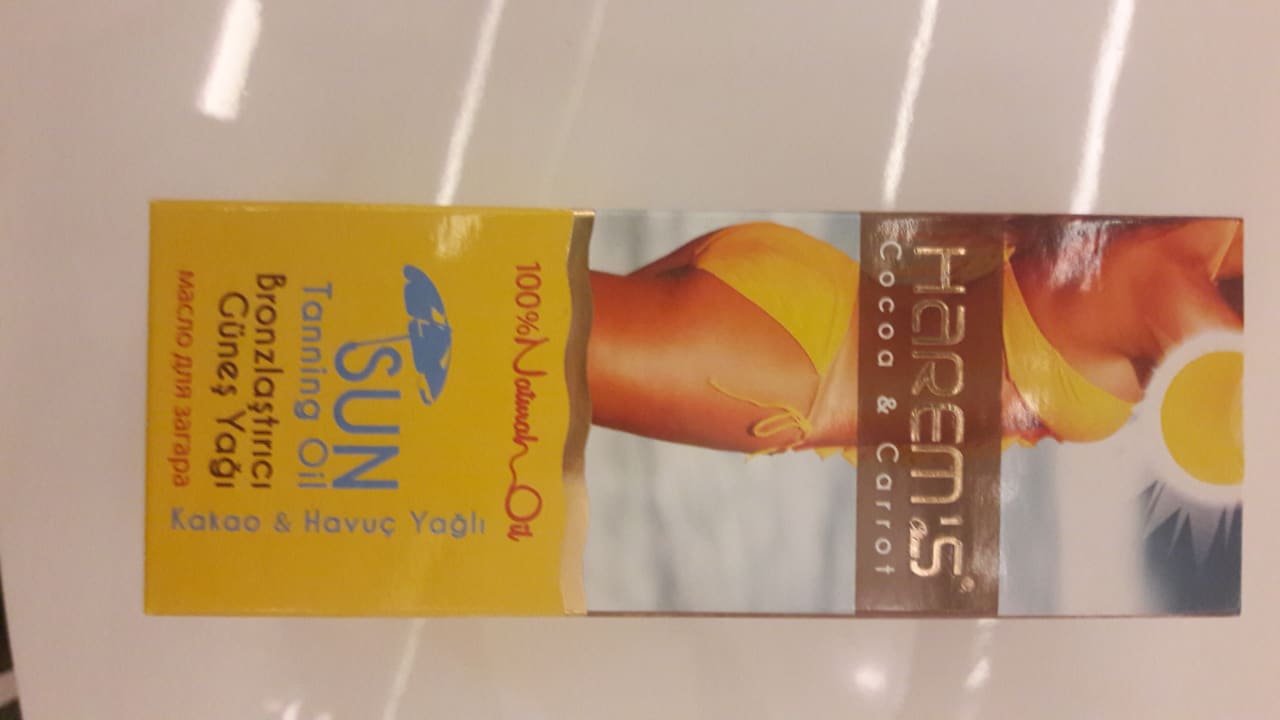 HAREM'S
Cocoa & Carrot
100% Natural Oil
SUN
Tanning Oil
Bronzlaştırıcı
Güneş Yağı
масло для загара
Kakao & Havuç Yağlı